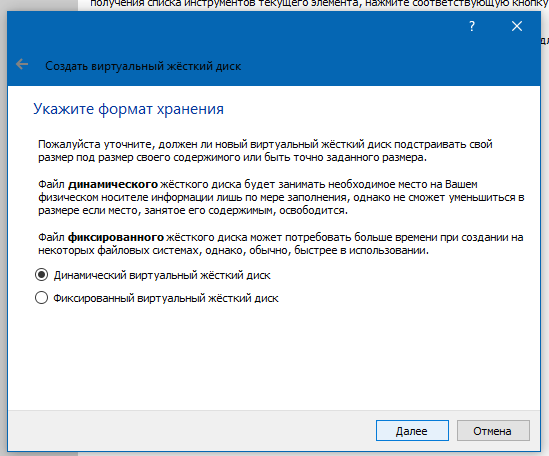 получения списка инструментов текущего элемента, нажмите соответствующую кнопку
?
Создать виртуальный жёсткий диск
Укажите формат хранения
Пожалуйста уточните, должен ли новый виртуальный жёсткий диск подстраивать свой
размер под размер своего содержимого или быть точно заданного размера.
Файл динамического жёсткого диска будет занимать необходимое место на Вашем
физическом носителе информации лишь по мере заполнения, однако не сможет уменьшиться в
размере если место, занятое его содержимым, освободится.
Файл фиксированного жёсткого диска может потребовать больше времени при создании на
некоторых файловых системах, однако, обычно, быстрее в использовании.
Динамический виртуальный жёсткий диск
Фиксированный виртуальный жёсткий диск
Далее
Отмена